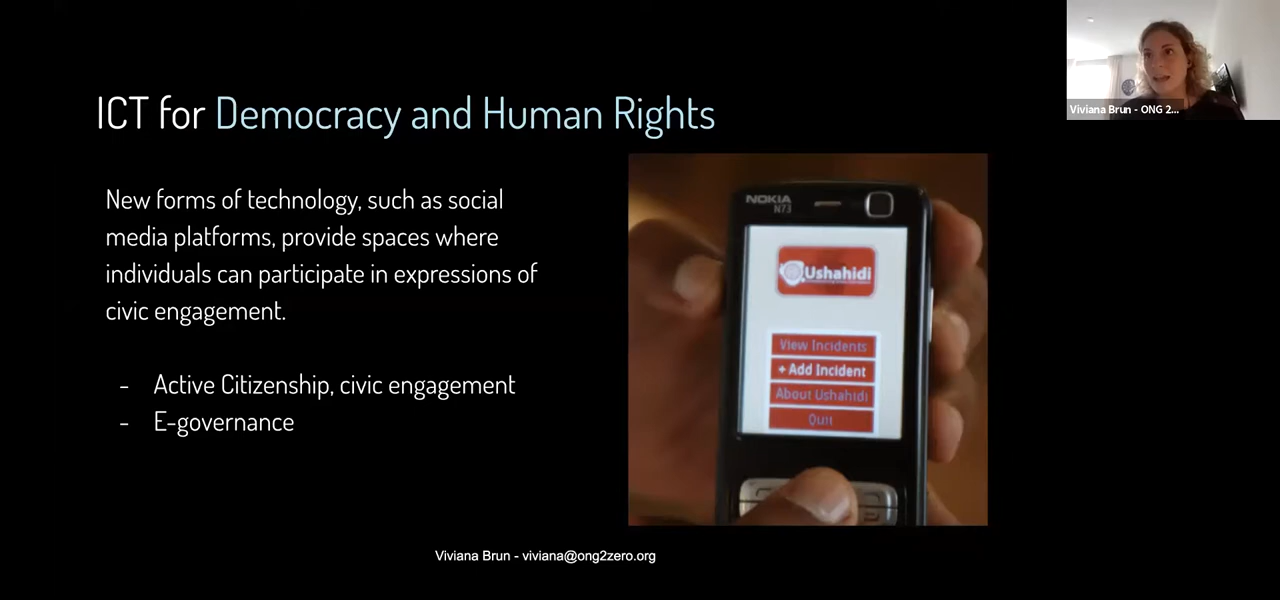 ICT for Democracy and Human Rights
New forms of technology, such as social
media platforms, provide spaces where
individuals can participate in expressions of
civic engagement.
- Active Citizenship, civic engagement
- E-governance
NOKIA
N73
Ushahidi
View Incidents
+ Add Incident
About Ushahidi
Quit
Viviana Brun - viviana@ong2zero.org
Viviana Brun - ONG 2...